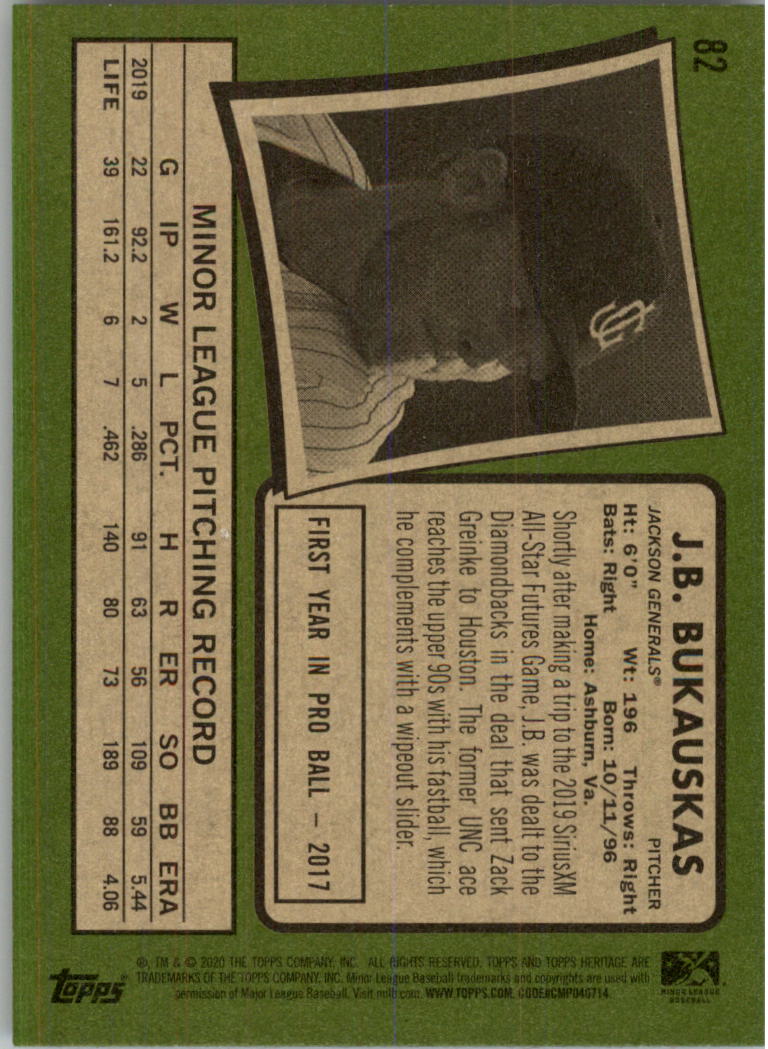 82
J.B. BUKAUSKAS
JACKSON GENERALS® PITCHER
Ht: 6'0" Wt: 196 Throws: Right
Bats: Right Born: 10/11/96
Home: Ashburn, Va.
Shortly after making a trip to the 2019 SiriusXM
All-Star Futures Game, J.B. was dealt to the
Diamondbacks in the deal that sent Zack
Greinke to Houston. The former UNC ace
reaches the upper 90s with his fastball, which
he complements with a wipeout slider.
FIRST YEAR IN PRO BALL – 2017
MINOR LEAGUE PITCHING RECORD
G IP W L PCT. H R ER SO BB ERA
2019 22 92.2 2 5 .286 91 63 56 109 59 5.44
LIFE 39 161.2 6 7 .462 140 80 73 189 88 4.06
MINOR LEAGUE
BASEBALL
®, TM & © 2020 THE TOPPS COMPANY, INC. ALL RIGHTS RESERVED. TOPPS AND TOPPS HERITAGE ARE
TRADEMARKS OF THE TOPPS COMPANY, INC. Minor League Baseball trademarks and copyrights are used with
permission of Major League Baseball. Visit milb.com. WWW.TOPPS.COM. CODE#CMP046714
topps®